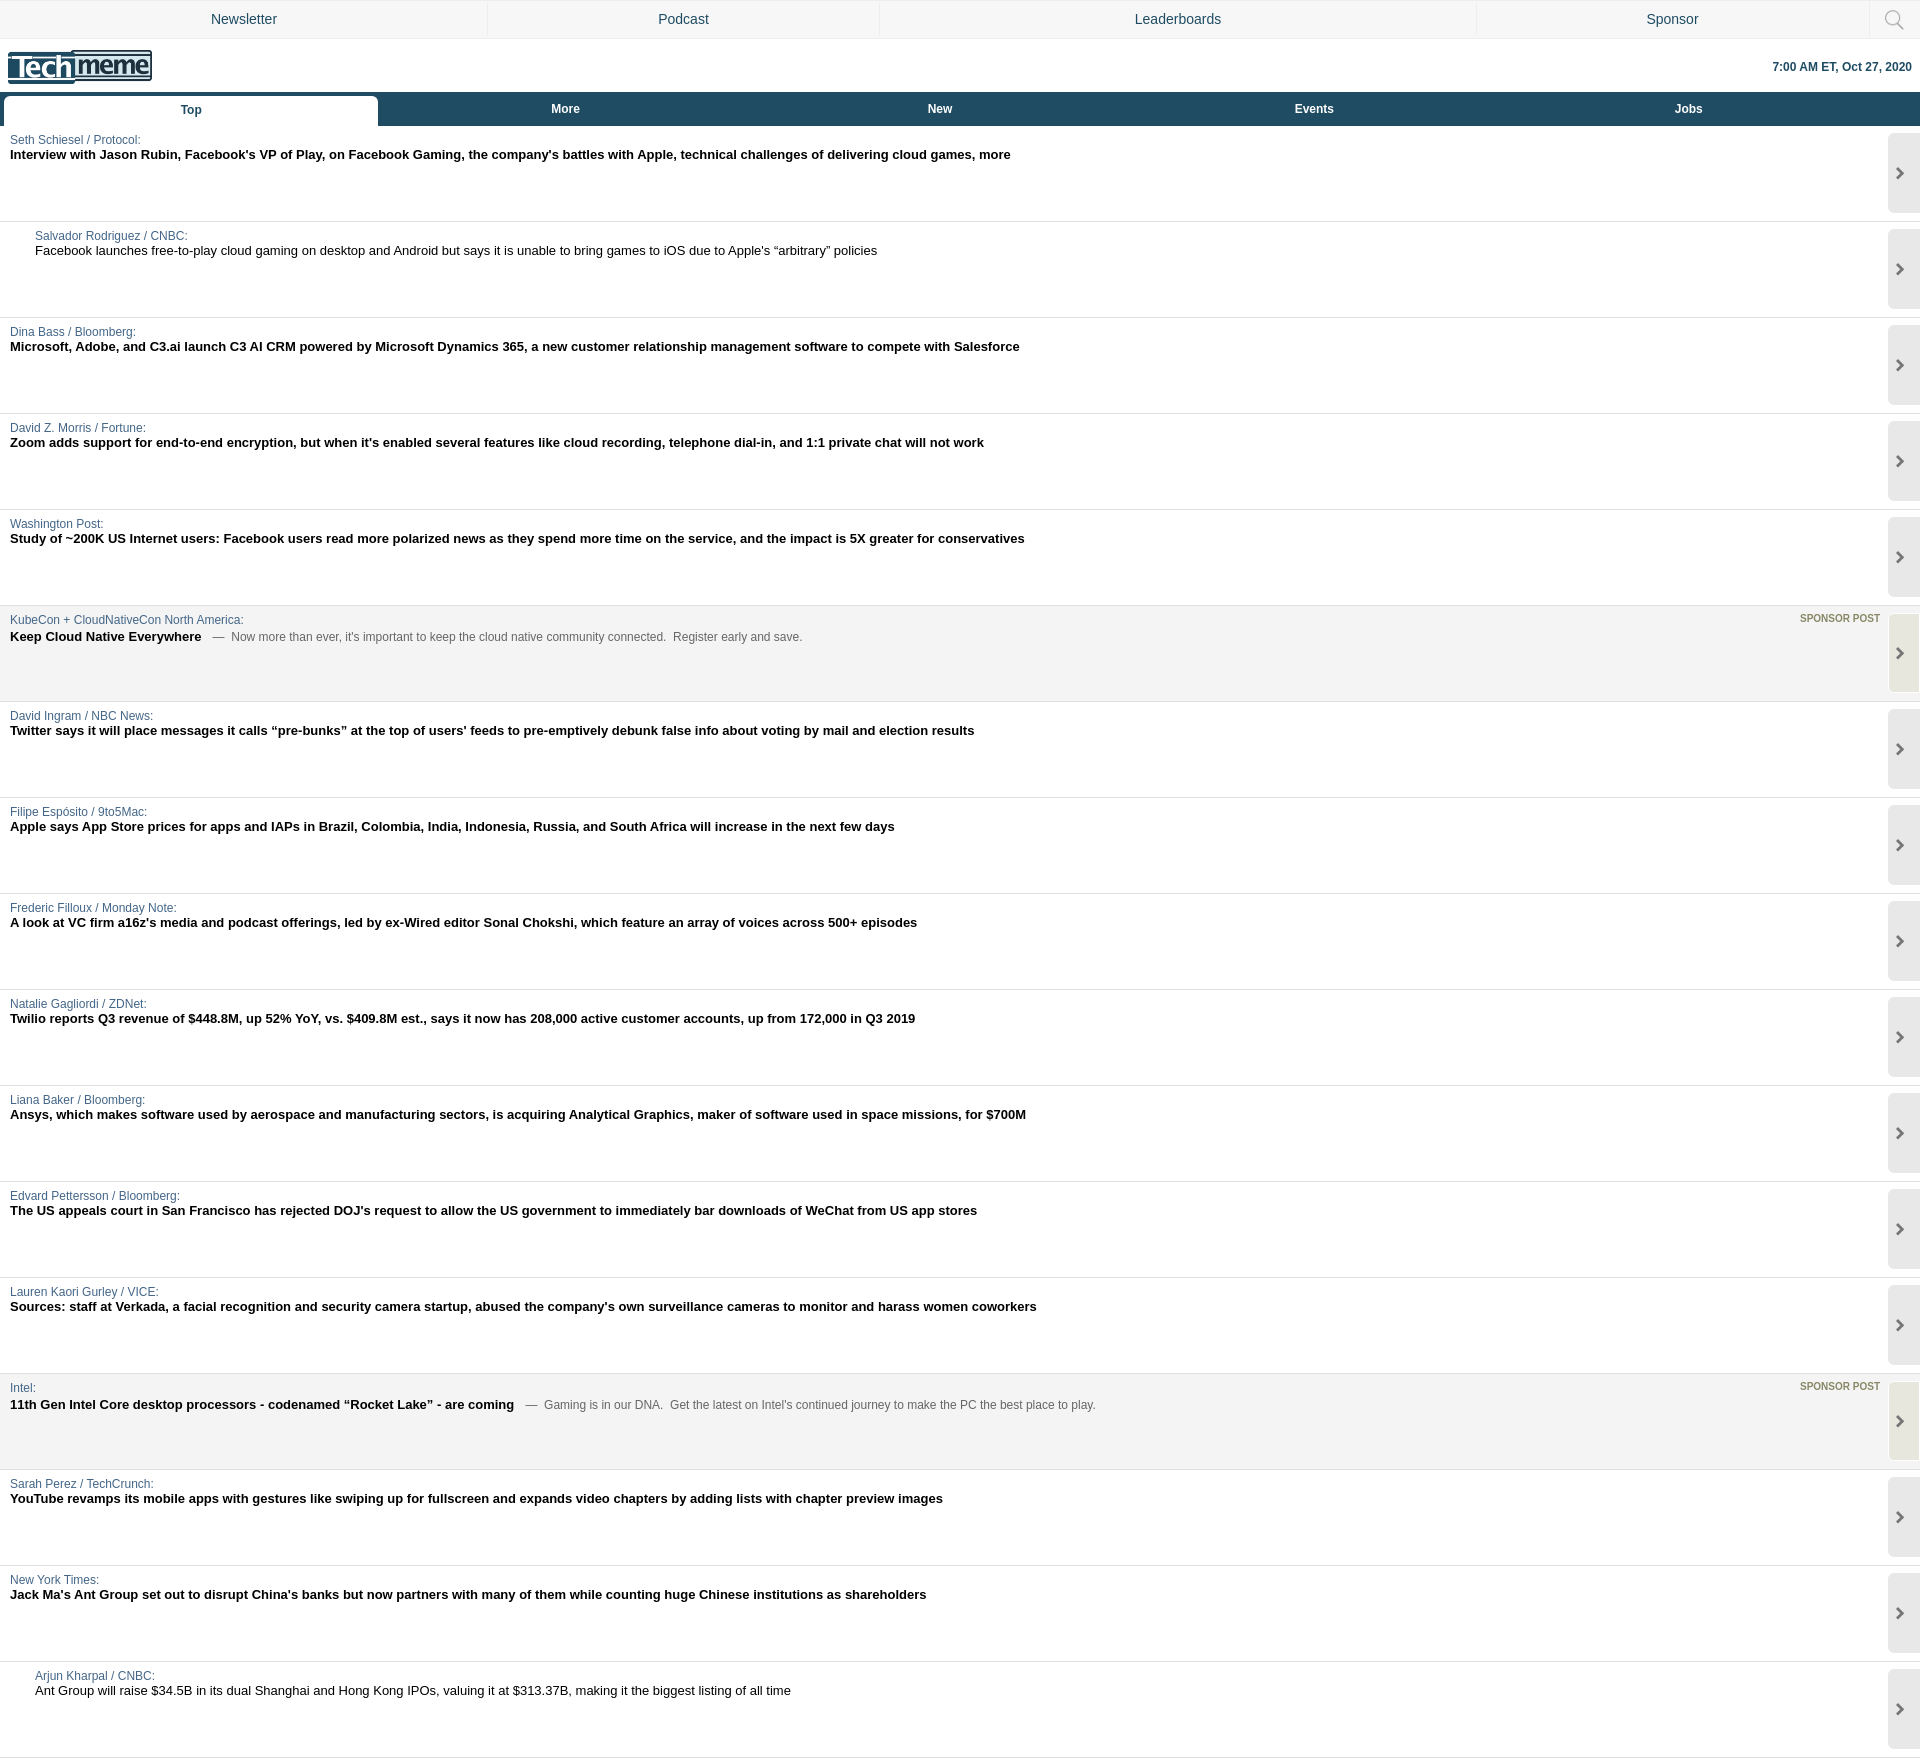 Newsletter
Podcast
Leaderboards
Sponsor
Techmeme
7:00 AM ET, Oct 27, 2020
Top
More
New
Events
Jobs
Seth Schiesel / Protocol:
Interview with Jason Rubin, Facebook's VP of Play, on Facebook Gaming, the company's battles with Apple, technical challenges of delivering cloud games, more
Salvador Rodriguez / CNBC:
Facebook launches free-to-play cloud gaming on desktop and Android but says it is unable to bring games to iOS due to Apple's “arbitrary” policies
Dina Bass / Bloomberg:
Microsoft, Adobe, and C3.ai launch C3 AI CRM powered by Microsoft Dynamics 365, a new customer relationship management software to compete with Salesforce
David Z. Morris / Fortune:
Zoom adds support for end-to-end encryption, but when it's enabled several features like cloud recording, telephone dial-in, and 1:1 private chat will not work
Washington Post:
Study of ~200K US Internet users: Facebook users read more polarized news as they spend more time on the service, and the impact is 5X greater for conservatives
KubeCon + CloudNativeCon North America:
SPONSOR POST
Keep Cloud Native Everywhere — Now more than ever, it's important to keep the cloud native community connected. Register early and save.
David Ingram / NBC News:
Twitter says it will place messages it calls “pre-bunks” at the top of users' feeds to pre-emptively debunk false info about voting by mail and election results
Filipe Espósito / 9to5Mac:
Apple says App Store prices for apps and IAPs in Brazil, Colombia, India, Indonesia, Russia, and South Africa will increase in the next few days
Frederic Filloux / Monday Note:
A look at VC firm a16z's media and podcast offerings, led by ex-Wired editor Sonal Chokshi, which feature an array of voices across 500+ episodes
Natalie Gagliordi / ZDNet:
Twilio reports Q3 revenue of $448.8M, up 52% YoY, vs. $409.8M est., says it now has 208,000 active customer accounts, up from 172,000 in Q3 2019
Liana Baker / Bloomberg:
Ansys, which makes software used by aerospace and manufacturing sectors, is acquiring Analytical Graphics, maker of software used in space missions, for $700M
Edvard Pettersson / Bloomberg:
The US appeals court in San Francisco has rejected DOJ's request to allow the US government to immediately bar downloads of WeChat from US app stores
Lauren Kaori Gurley / VICE:
Sources: staff at Verkada, a facial recognition and security camera startup, abused the company's own surveillance cameras to monitor and harass women coworkers
Intel:
SPONSOR POST
11th Gen Intel Core desktop processors - codenamed “Rocket Lake” - are coming — Gaming is in our DNA. Get the latest on Intel's continued journey to make the PC the best place to play.
Sarah Perez / TechCrunch:
YouTube revamps its mobile apps with gestures like swiping up for fullscreen and expands video chapters by adding lists with chapter preview images
New York Times:
Jack Ma's Ant Group set out to disrupt China's banks but now partners with many of them while counting huge Chinese institutions as shareholders
Arjun Kharpal / CNBC:
Ant Group will raise $34.5B in its dual Shanghai and Hong Kong IPOs, valuing it at $313.37B, making it the biggest listing of all time